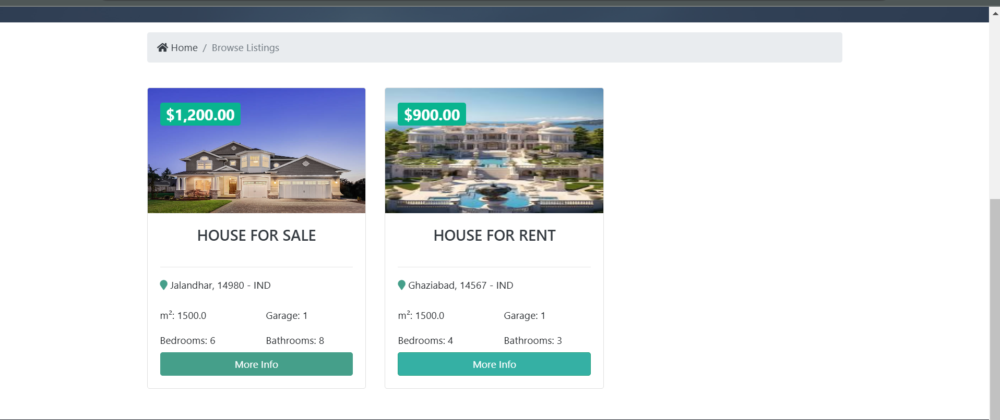 Home / Browse Listings
$1,200.00
HOUSE FOR SALE
Jalandhar, 14980 - IND
m²: 1500.0 Garage: 1
Bedrooms: 6 Bathrooms: 8
More Info
$900.00
HOUSE FOR RENT
Ghaziabad, 14567 - IND
m²: 1500.0 Garage: 1
Bedrooms: 4 Bathrooms: 3
More Info